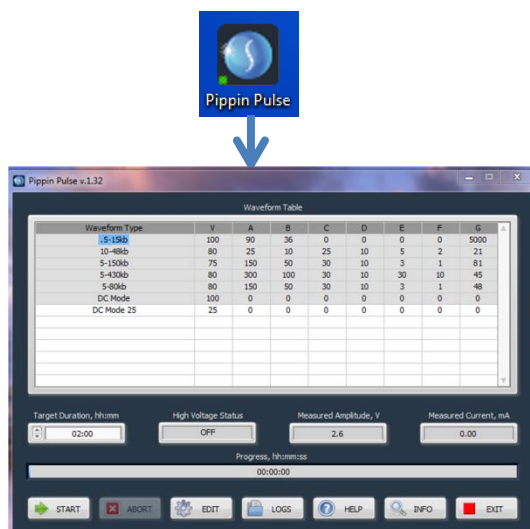 Pippin Pulse
Pippin Pulse v.1.32
Waveform Table
Waveform Type V A B C D E F G
.5-15kb 100 90 36 0 0 0 0 5000
10-48kb 80 25 10 25 10 5 2 21
5-150kb 75 150 50 30 10 3 1 81
5-430kb 80 300 100 30 10 30 10 45
5-80kb 80 150 50 30 10 3 1 48
DC Mode 100 0 0 0 0 0 0 0
DC Mode 25 25 0 0 0 0 0 0 0
Target Duration, hh:mm High Voltage Status Measured Amplitude, V Measured Current, mA
02:00 OFF 2.6 0.00
Progress, hh:mm:ss
00:00:00
START ABORT EDIT LOGS HELP INFO EXIT